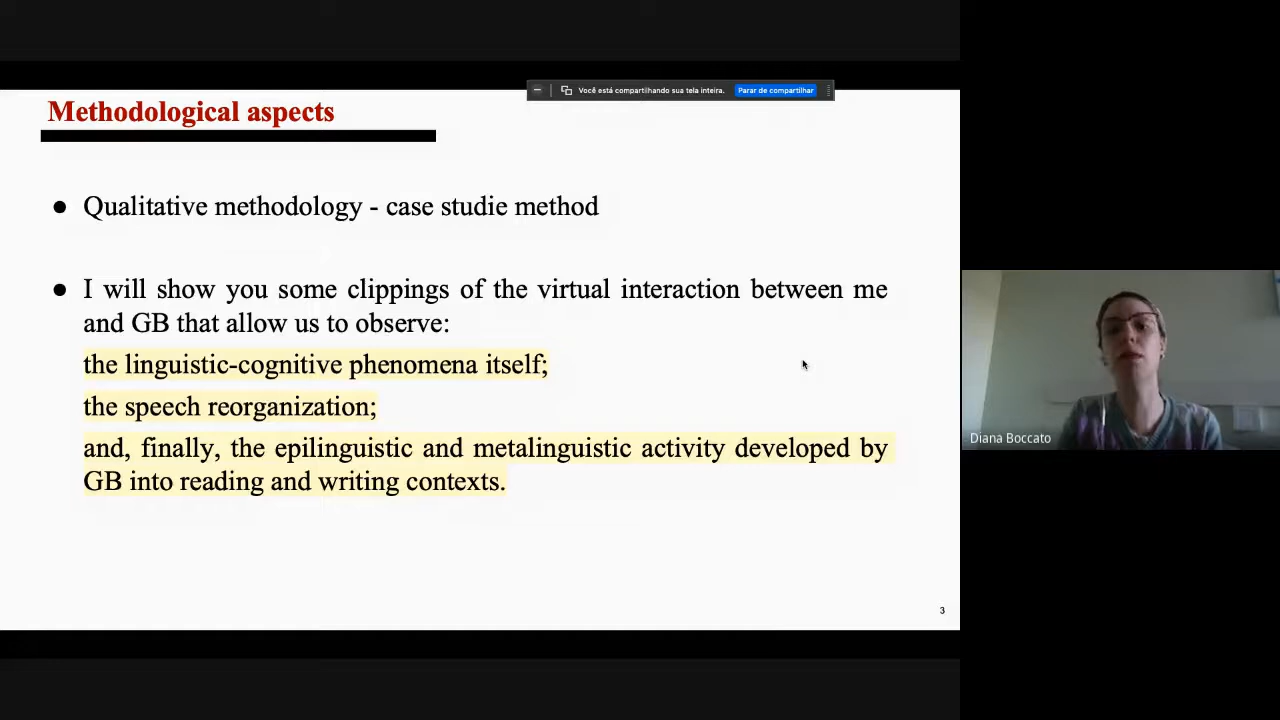 Você está compartilhando sua tela inteira. Parar de compartilhar
Methodological aspects
● Qualitative methodology - case studie method
● I will show you some clippings of the virtual interaction between me
and GB that allow us to observe:
the linguistic-cognitive phenomena itself;
the speech reorganization;
and, finally, the epilinguistic and metalinguistic activity developed by
GB into reading and writing contexts.
3
Diana Boccato